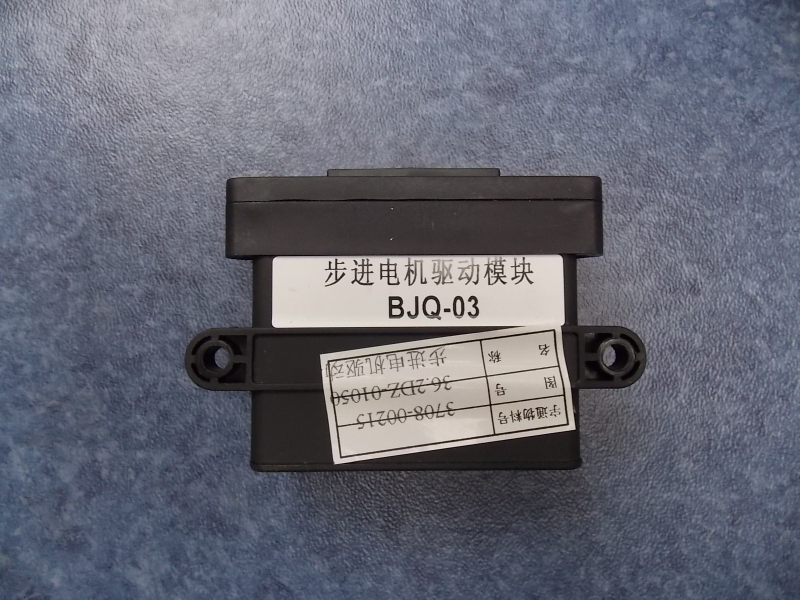 步进电机驱动模块
BJQ-03
宇通物料号 3708-00215
图 号 36.2DZ-01050
名 称 步进电机驱动